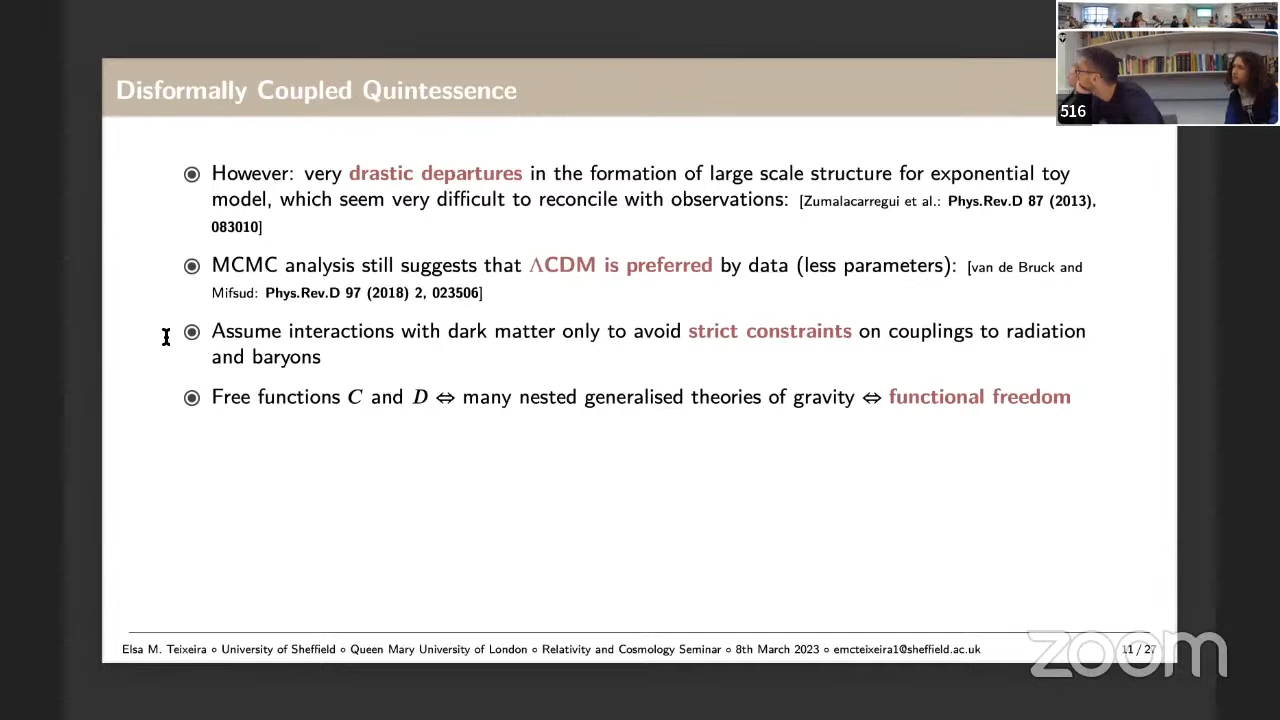 Disformally Coupled Quintessence
516
◉ However: very drastic departures in the formation of large scale structure for exponential toy
model, which seem very difficult to reconcile with observations: [Zumalacarregui et al.: Phys.Rev.D 87 (2013),
083010]
◉ MCMC analysis still suggests that ΛCDM is preferred by data (less parameters): [van de Bruck and
Mifsud: Phys.Rev.D 97 (2018) 2, 023506]
◉ Assume interactions with dark matter only to avoid strict constraints on couplings to radiation
and baryons
◉ Free functions C and D ⇔ many nested generalised theories of gravity ⇔ functional freedom
Elsa M. Teixeira ○ University of Sheffield ○ Queen Mary University of London ○ Relativity and Cosmology Seminar ○ 8th March 2023 ○ emcteixeira1@sheffield.ac.uk
11 / 27
zoom